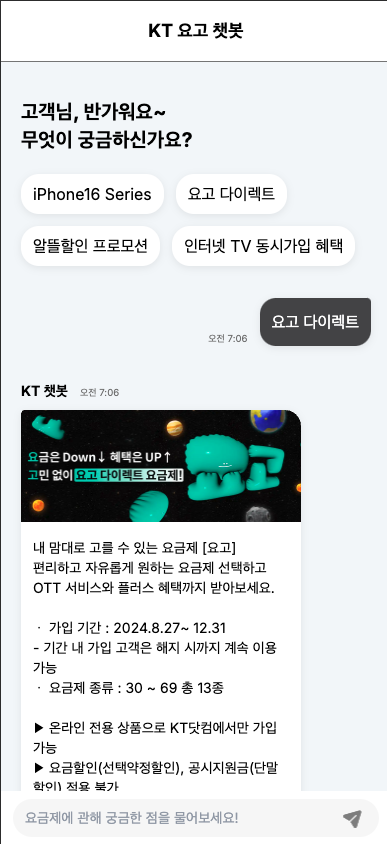 KT 요고 챗봇
고객님, 반가워요~
무엇이 궁금하신가요?
iPhone16 Series
요고 다이렉트
알뜰할인 프로모션
인터넷 TV 동시가입 혜택
오전 7:06
요고 다이렉트
KT 챗봇
오전 7:06
요금은 Down↓ 혜택은 UP↑
고민 없이 요고 다이렉트 요금제!
내 맘대로 고를 수 있는 요금제 [요고]
편리하고 자유롭게 원하는 요금제 선택하고
OTT 서비스와 플러스 혜택까지 받아보세요.
· 가입 기간 : 2024.8.27~ 12.31
- 기간 내 가입 고객은 해지 시까지 계속 이용
가능
· 요금제 종류 : 30 ~ 69 총 13종
▶ 온라인 전용 상품으로 KT닷컴에서만 가입
가능
▶ 요금할인(선택약정할인), 공시지원금(단말
할인) 적용 불가
요금제에 관해 궁금한 점을 물어보세요!